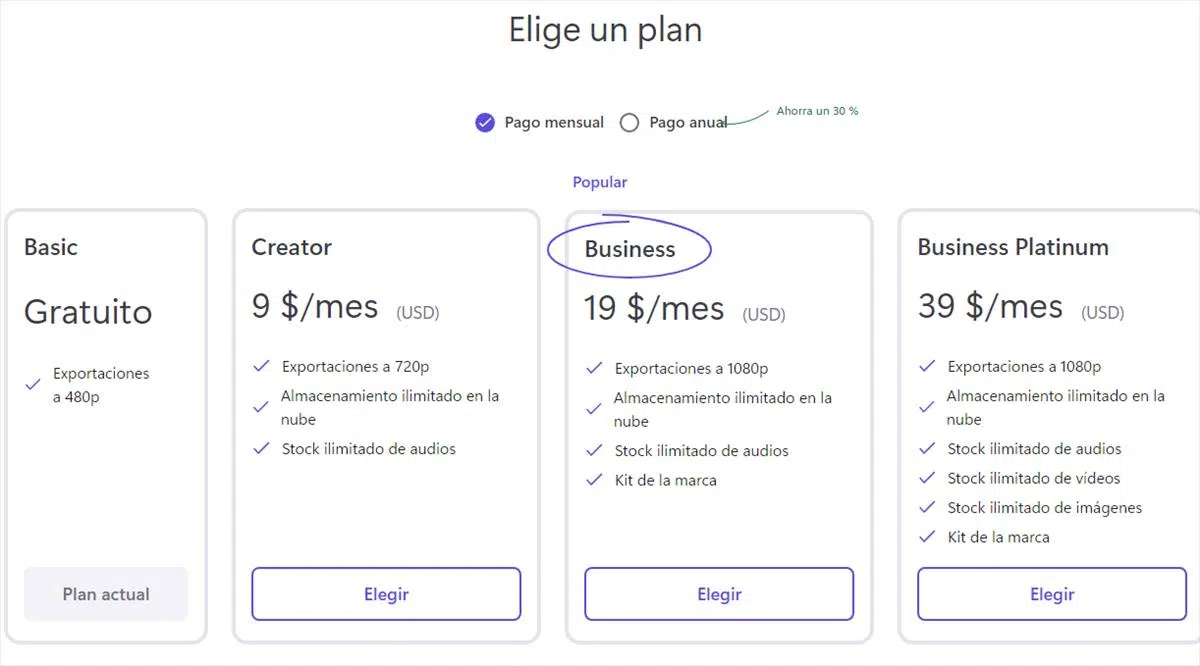 Elige un plan
Pago mensual
Pago anual
Ahorra un 30 %
Popular
Basic
Gratuito
Exportaciones
a 480p
Plan actual
Creator
9 $/mes (USD)
Exportaciones a 720p
Almacenamiento ilimitado en la
nube
Stock ilimitado de audios
Elegir
Business
19 $/mes (USD)
Exportaciones a 1080p
Almacenamiento ilimitado en la
nube
Stock ilimitado de audios
Kit de la marca
Elegir
Business Platinum
39 $/mes (USD)
Exportaciones a 1080p
Almacenamiento ilimitado en la
nube
Stock ilimitado de audios
Stock ilimitado de vídeos
Stock ilimitado de imágenes
Kit de la marca
Elegir